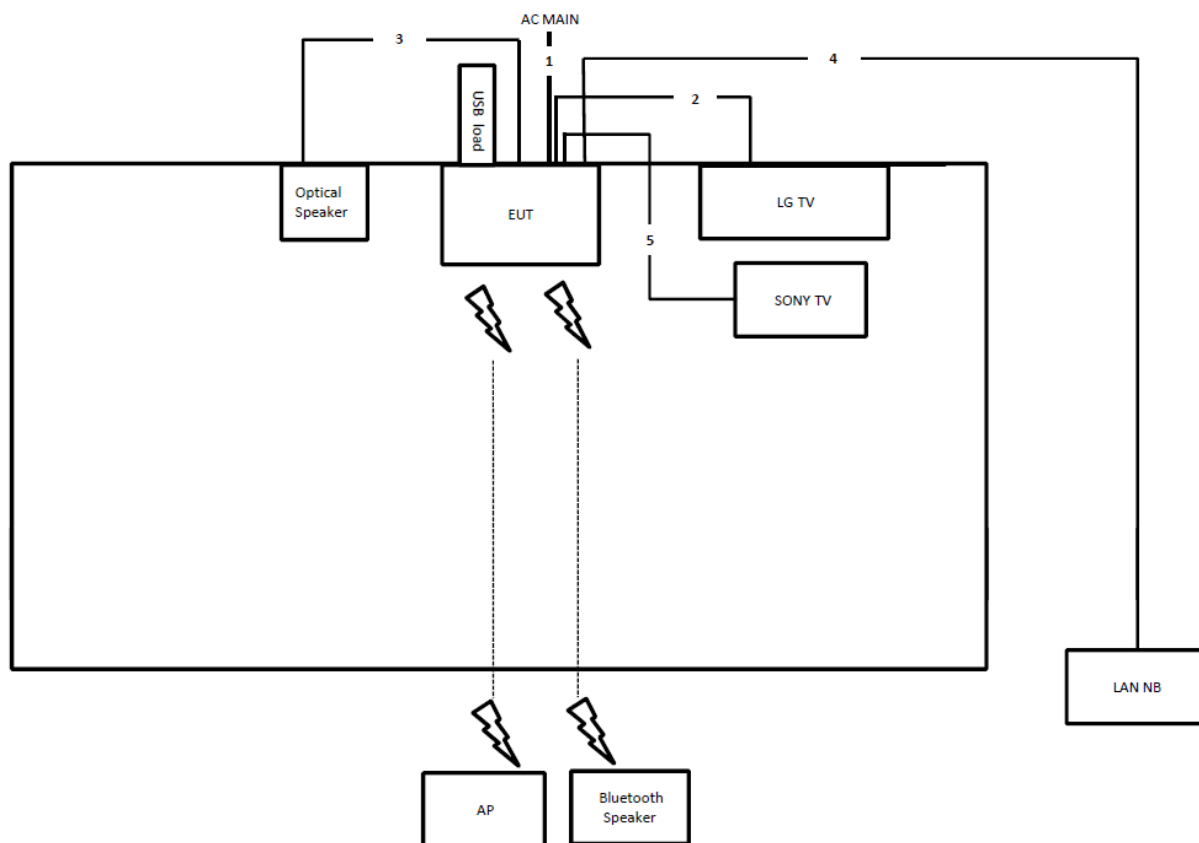 AC MAIN
3
1
4
2
USB load
Optical
Speaker
EUT
LG TV
5
SONY TV
LAN NB
AP
Bluetooth
Speaker